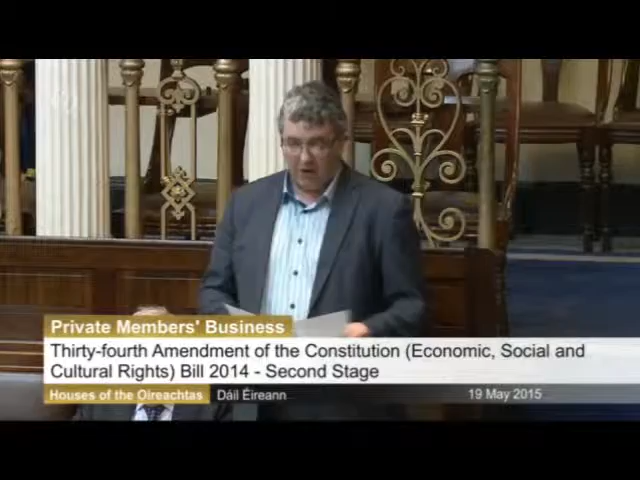 Private Members' Business
Thirty-fourth Amendment of the Constitution (Economic, Social and
Cultural Rights) Bill 2014 - Second Stage
Houses of the Oireachtas Dáil Éireann 19 May 2015